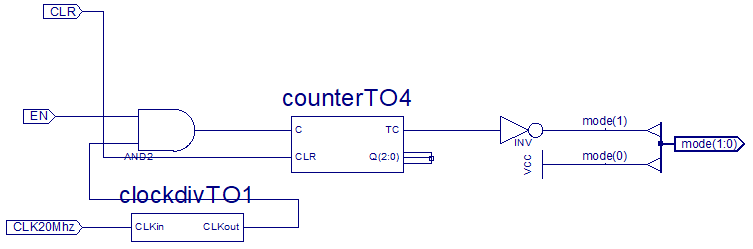 CLR
counterTO4
EN
AND2
C
TC
CLR
Q(2:0)
INV
mode(1)
mode(1:0)
VCC
mode(0)
clockdivTO1
CLK20Mhz
CLKin
CLKout